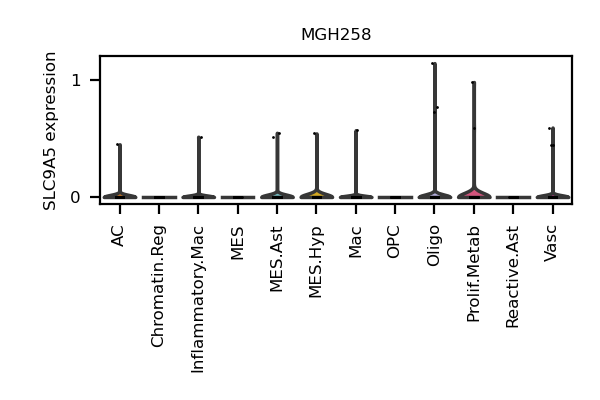 MGH258
SLC9A5 expression
1
0
AC
Chromatin.Reg
Inflammatory.Mac
MES
MES.Ast
MES.Hyp
Mac
OPC
Oligo
Prolif.Metab
Reactive.Ast
Vasc